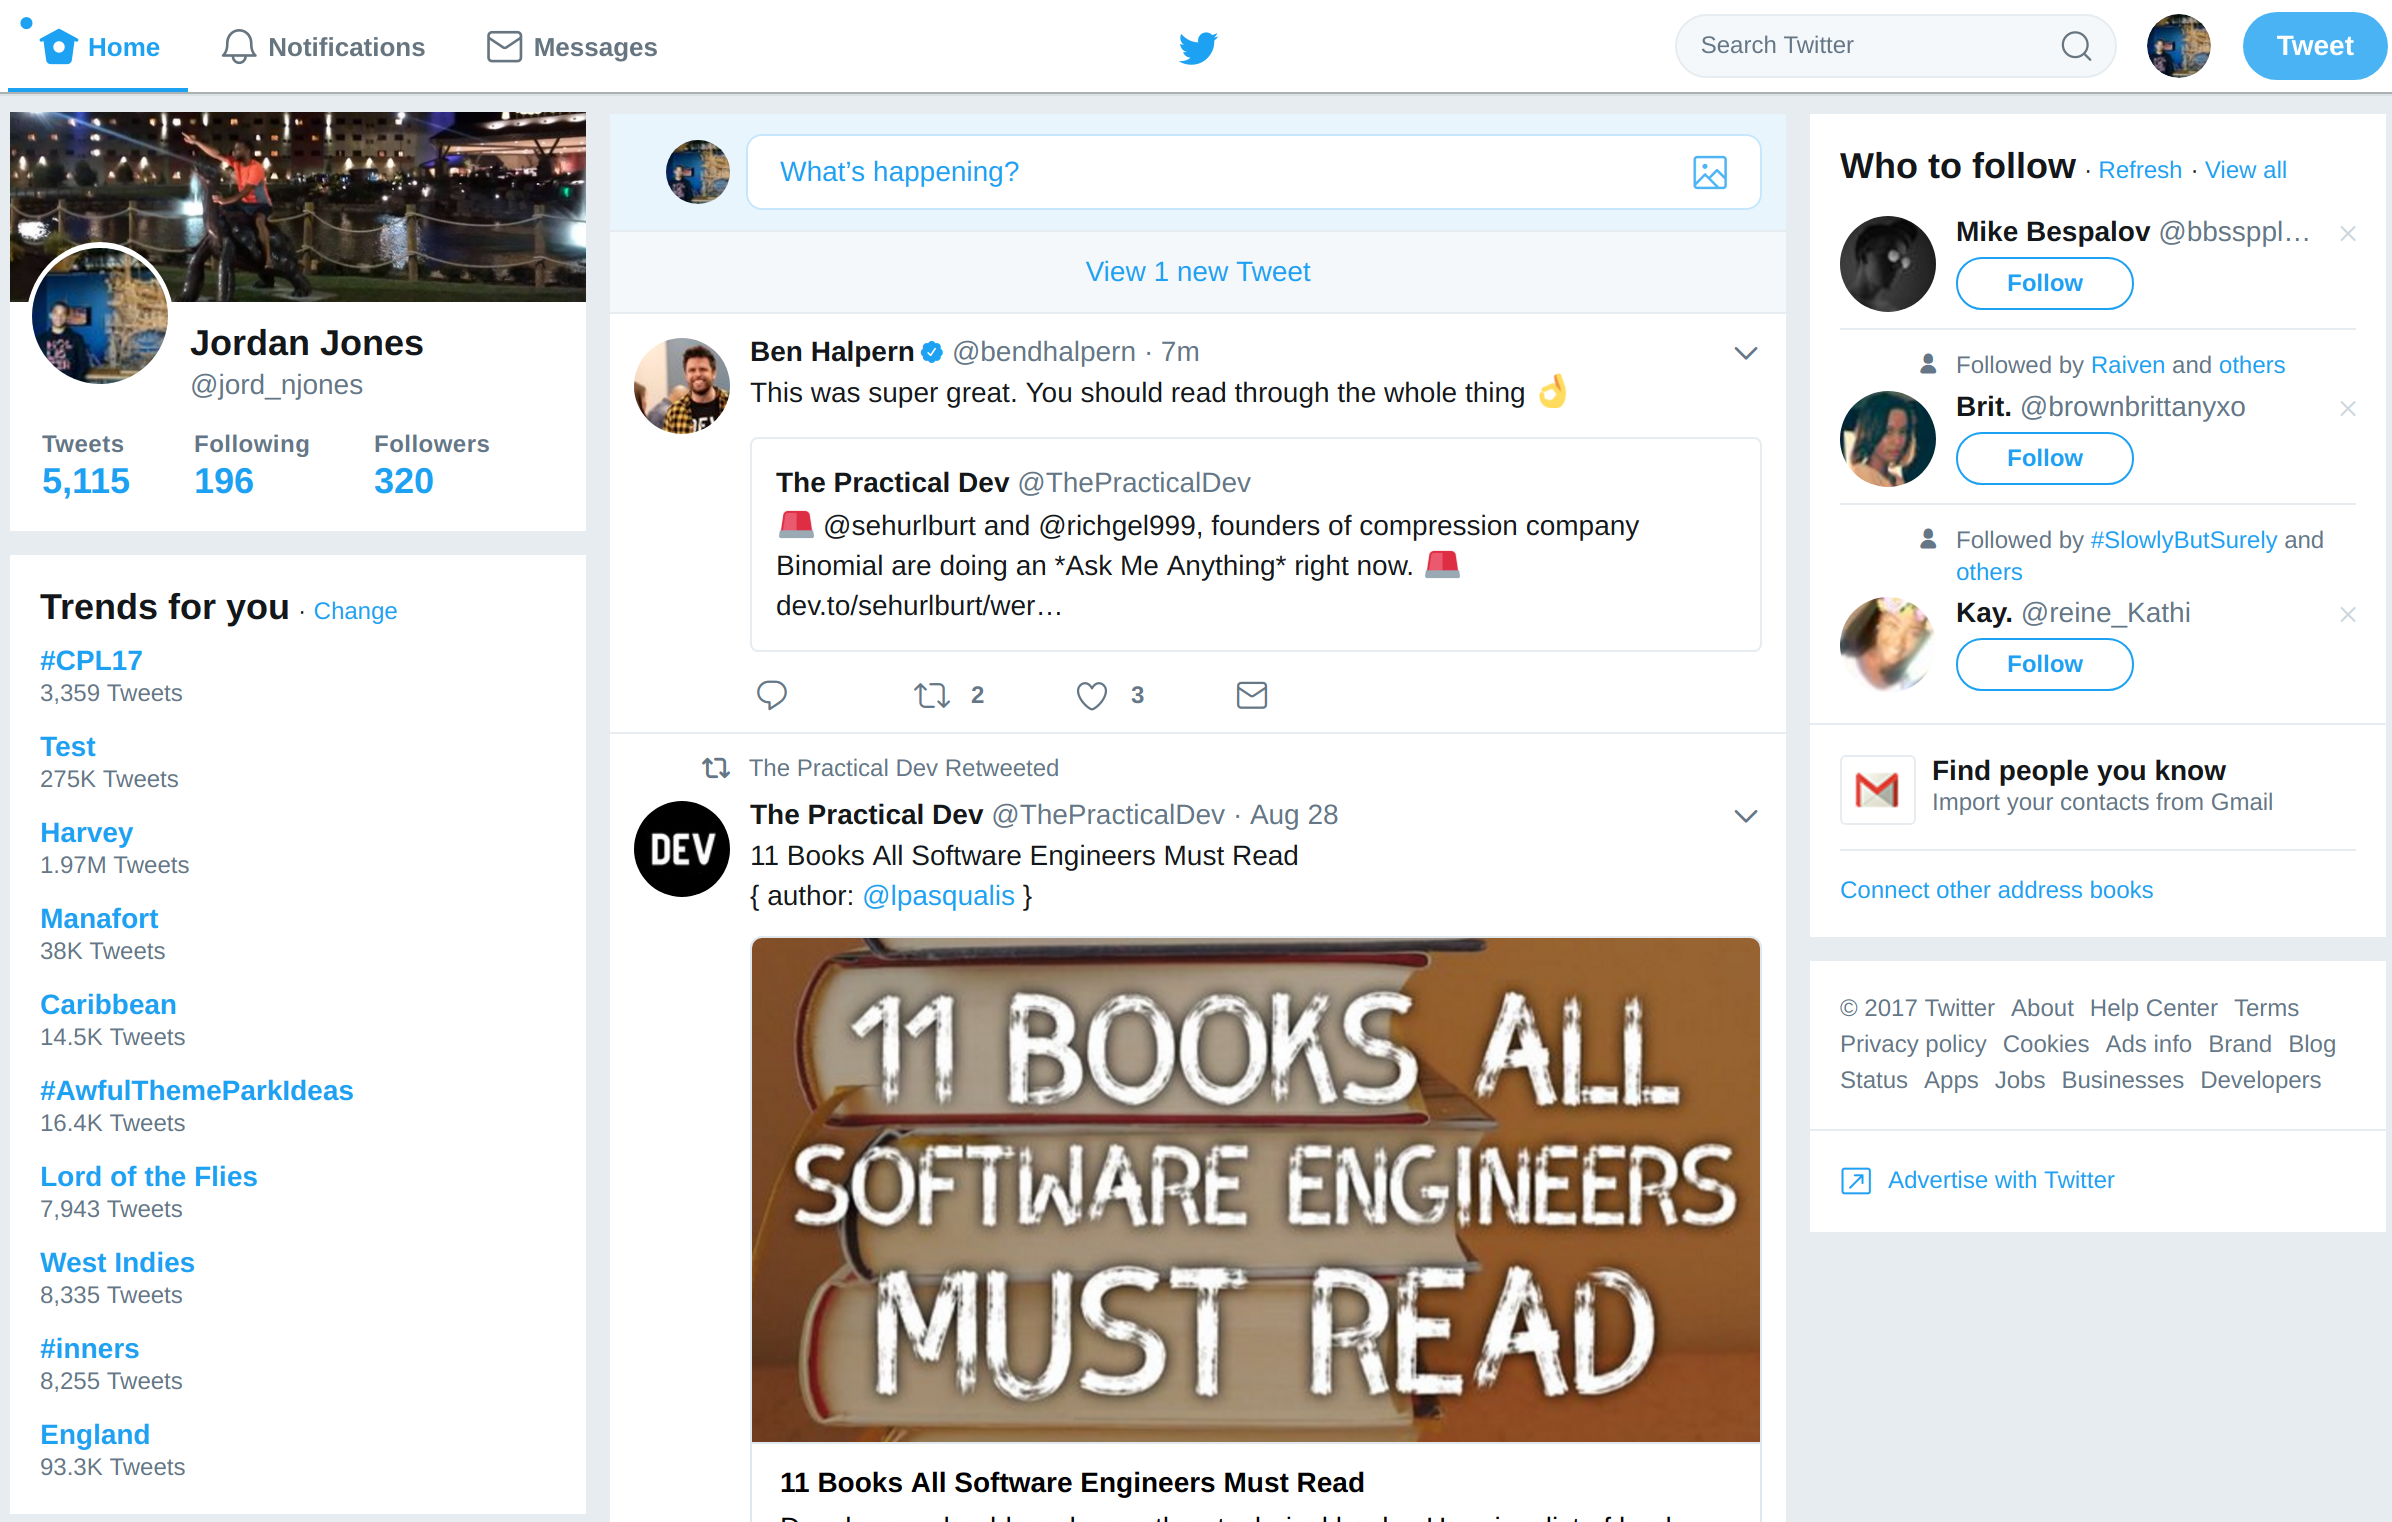 Home
Notifications
Messages
Search Twitter
Tweet
Jordan Jones
@jord_njones
Tweets Following Followers
5,115 196 320
Trends for you · Change
#CPL17
3,359 Tweets
Test
275K Tweets
Harvey
1.97M Tweets
Manafort
38K Tweets
Caribbean
14.5K Tweets
#AwfulThemeParkIdeas
16.4K Tweets
Lord of the Flies
7,943 Tweets
West Indies
8,335 Tweets
#inners
8,255 Tweets
England
93.3K Tweets
What's happening?
View 1 new Tweet
Ben Halpern @bendhalpern · 7m
This was super great. You should read through the whole thing 👌
The Practical Dev @ThePracticalDev
🚨 @sehurlburt and @richgel999, founders of compression company
Binomial are doing an *Ask Me Anything* right now. 🚨
dev.to/sehurlburt/wer…
2 3
The Practical Dev Retweeted
DEV
The Practical Dev @ThePracticalDev · Aug 28
11 Books All Software Engineers Must Read
{ author: @lpasqualis }
11 BOOKS ALL
SOFTWARE ENGINEERS
MUST READ
11 Books All Software Engineers Must Read
Who to follow · Refresh · View all
Mike Bespalov @bbssppl…
Follow
Followed by Raiven and others
Brit. @brownbrittanyxo
Follow
Followed by #SlowlyButSurely and
others
Kay. @reine_Kathi
Follow
Find people you know
Import your contacts from Gmail
Connect other address books
© 2017 Twitter About Help Center Terms
Privacy policy Cookies Ads info Brand Blog
Status Apps Jobs Businesses Developers
Advertise with Twitter